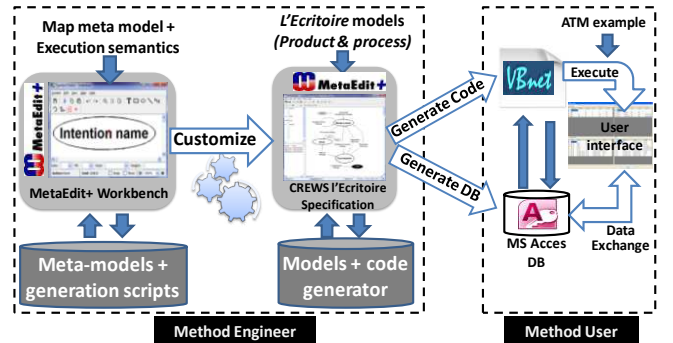 Map meta model +
Execution semantics
L'Ecritoire models
(Product & process)
ATM example
MetaEdit+
Intention name
MetaEdit+ Workbench
Customize
MetaEdit+
CREWS l'Ecritoire
Specification
Generate Code
Generate DB
VBnet
Execute
User
interface
A
MS Acces
DB
Data
Exchange
Meta-models +
generation scripts
Models + code
generator
Method Engineer
Method User